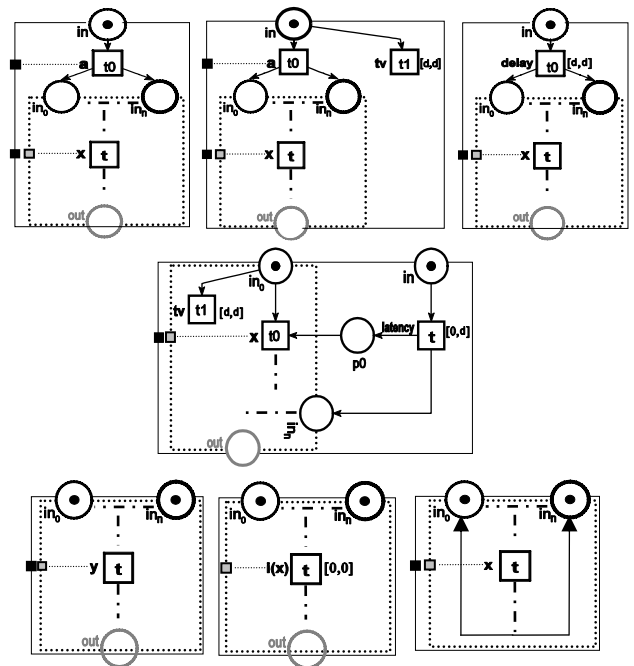 in
a t0
in0 inn
x t
out
in
a t0 tv t1 [d,d]
in0 inn
x t
out
in
delay t0 [d,d]
in0 inn
x t
out
in0 in
tv t1 [d,d]
x t0 latency t [0,d]
p0
inn
out
in0 inn
y t
out
in0 inn
l(x) t [0,0]
out
in0 inn
x t